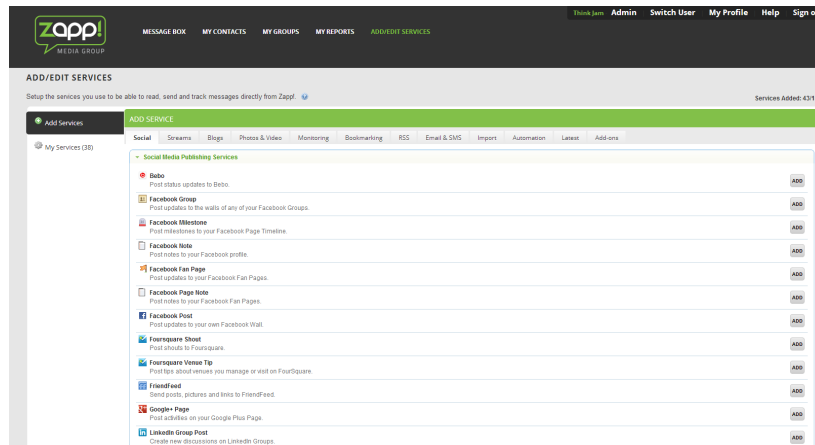 Think Jam Admin Switch User My Profile Help Sign o
zapp!
MEDIA GROUP
MESSAGE BOX MY CONTACTS MY GROUPS MY REPORTS ADD/EDIT SERVICES
ADD/EDIT SERVICES
Setup the services you use to be able to read, send and track messages directly from Zapp!.
Services Added: 43/1
Add Services
My Services (38)
ADD SERVICE
Social Streams Blogs Photos & Video Monitoring Bookmarking RSS Email & SMS Import Automation Latest Add-ons
Social Media Publishing Services
Bebo
Post status updates to Bebo.
ADD
Facebook Group
Post updates to the walls of any of your Facebook Groups.
ADD
Facebook Milestone
Post milestones to your Facebook Page Timeline.
ADD
Facebook Note
Post notes to your Facebook profile.
ADD
Facebook Fan Page
Post updates to your Facebook Fan Pages.
ADD
Facebook Page Note
Post notes to your Facebook Fan Pages.
ADD
Facebook Post
Post updates to your own Facebook Wall.
ADD
Foursquare Shout
Post shouts to Foursquare.
ADD
Foursquare Venue Tip
Post tips about venues you manage or visit on FourSquare.
ADD
FriendFeed
Send posts, pictures and links to FriendFeed.
ADD
Google+ Page
Post activities on your Google Plus Page.
ADD
LinkedIn Group Post
Create new discussions on LinkedIn Groups.
ADD